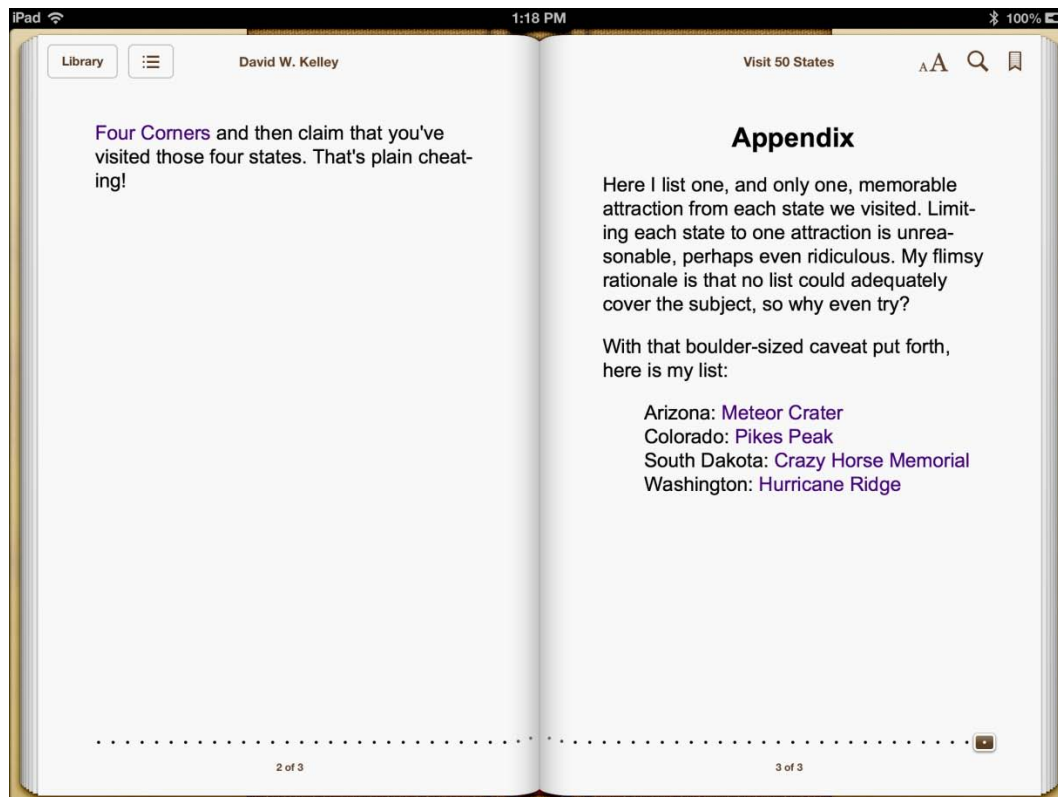 iPad
1:18 PM
100%
Library
David W. Kelley
Visit 50 States
AA
Four Corners and then claim that you've
visited those four states. That's plain cheat-
ing!
2 of 3
Appendix
Here I list one, and only one, memorable
attraction from each state we visited. Limit-
ing each state to one attraction is unrea-
sonable, perhaps even ridiculous. My flimsy
rationale is that no list could adequately
cover the subject, so why even try?
With that boulder-sized caveat put forth,
here is my list:
Arizona: Meteor Crater
Colorado: Pikes Peak
South Dakota: Crazy Horse Memorial
Washington: Hurricane Ridge
3 of 3